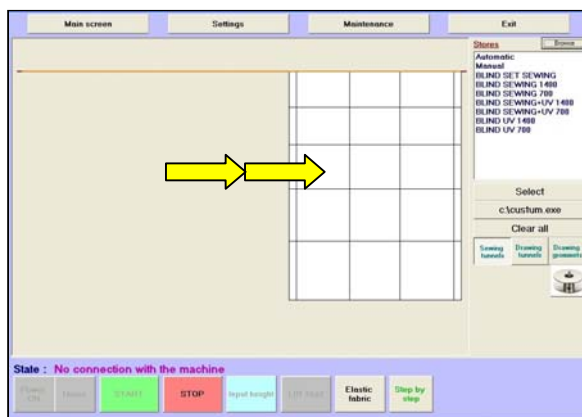 Main screen
Settings
Maintenance
Exit
Stores
Browse
Automatic
Manual
BLIND SET SEWING
BLIND SEWING 1400
BLIND SEWING 700
BLIND SEWING+UV 1400
BLIND SEWING+UV 700
BLIND UV 1400
BLIND UV 700
Select
c:\custum.exe
Clear all
Sewing tunnels
Drawing tunnels
Drawing grommets
State : No connection with the machine
Power ON
Home
START
STOP
Input height
Elastic fabric
Step by step